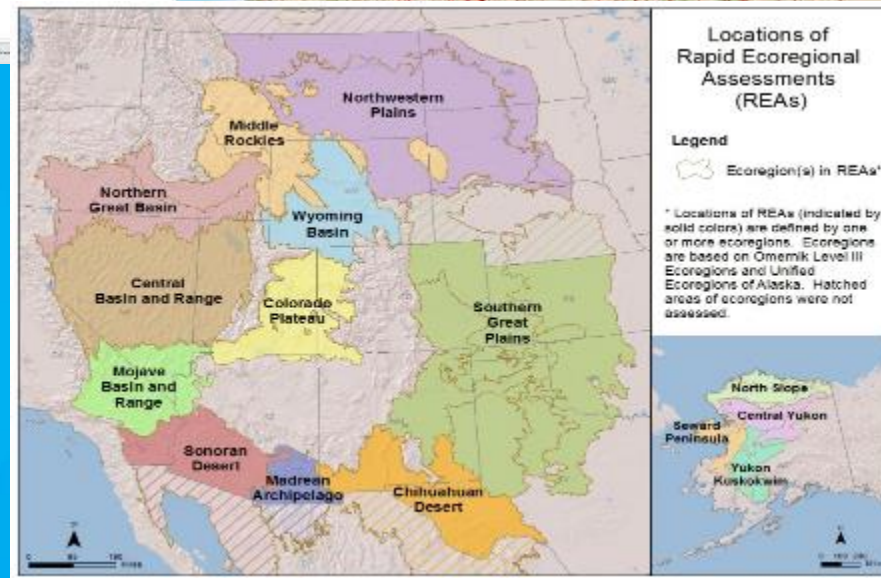 Northwestern
Plains
Middle
Rockies
Northern
Great Basin
Wyoming
Basin
Central
Basin and Range
Colorado
Plateau
Southern
Great
Plains
Mojave
Basin and
Range
Sonoran
Desert
Madrean
Archipelago
Chihuahuan
Desert
Locations of
Rapid Ecoregional
Assessments
(REAs)
Legend
Ecoregion(s) in REAs*
* Locations of REAs (indicated by
solid colors) are defined by one
or more ecoregions. Ecoregions
are based on Omernik Level III
Ecoregions and Unified
Ecoregions of Alaska. Hatched
areas of ecoregions were not
assessed.
North Slope
Central Yukon
Seward
Peninsula
Yukon
Kuskokwim